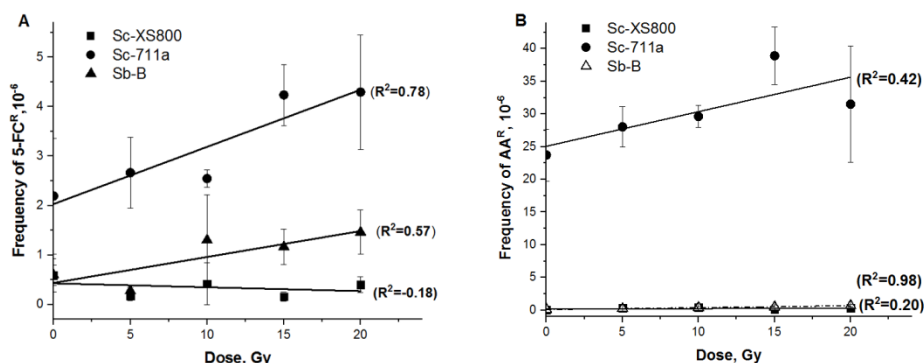 A
Sc-XS800
Sc-711a
Sb-B
Frequency of 5-FCᴿ,10⁻⁶
5
4
3
2
1
0
(R²=0.78)
(R²=0.57)
(R²=-0.18)
0 5 10 15 20
Dose, Gy
B
Sc-XS800
Sc-711a
Sb-B
Frequency of AAᴿ, 10⁻⁶
40
35
30
25
20
15
10
5
0
(R²=0.42)
(R²=0.98)
(R²=0.20)
0 5 10 15 20
Dose, Gy